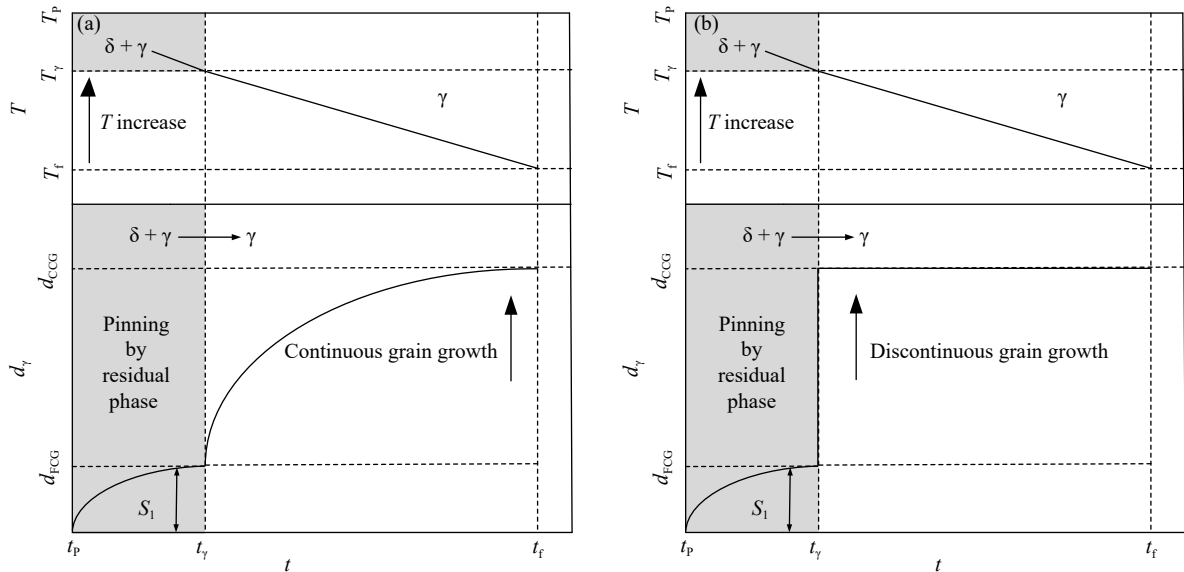 (a)
T_P
δ + γ
T_γ
T
γ
T increase
T_f
δ + γ → γ
d_CCG
Pinning
by
residual
phase
Continuous grain growth
d_γ
d_FCG
S_1
t_P
t_γ
t
t_f
(b)
T_P
δ + γ
T_γ
T
γ
T increase
T_f
δ + γ → γ
d_CCG
Pinning
by
residual
phase
Discontinuous grain growth
d_γ
d_FCG
S_1
t_P
t_γ
t
t_f